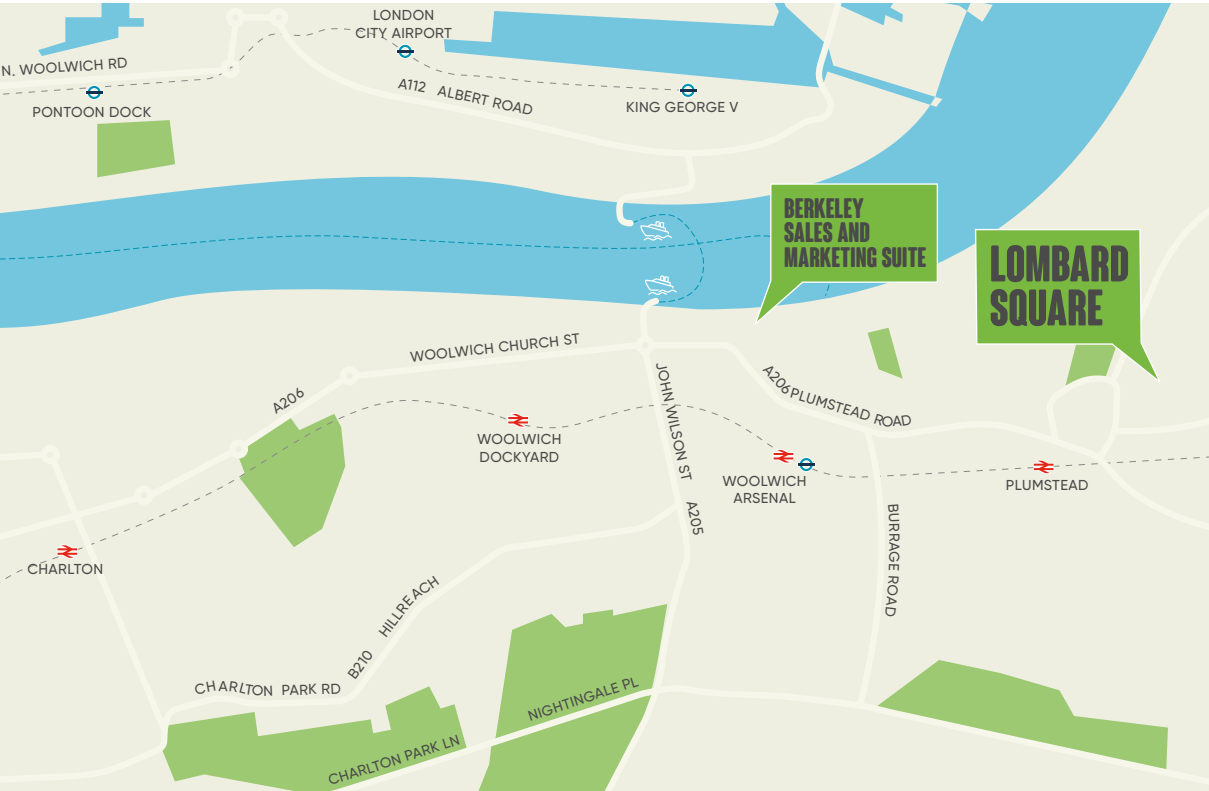 LONDON
CITY AIRPORT
N. WOOLWICH RD
PONTOON DOCK
A112 ALBERT ROAD
KING GEORGE V
BERKELEY
SALES AND
MARKETING SUITE
LOMBARD
SQUARE
WOOLWICH CHURCH ST
A206
JOHN WILSON ST
A205
A206
PLUMSTEAD ROAD
WOOLWICH
DOCKYARD
WOOLWICH
ARSENAL
PLUMSTEAD
BURRAGE ROAD
CHARLTON
HILLREACH
B210
CHARLTON PARK RD
NIGHTINGALE PL
CHARLTON PARK LN